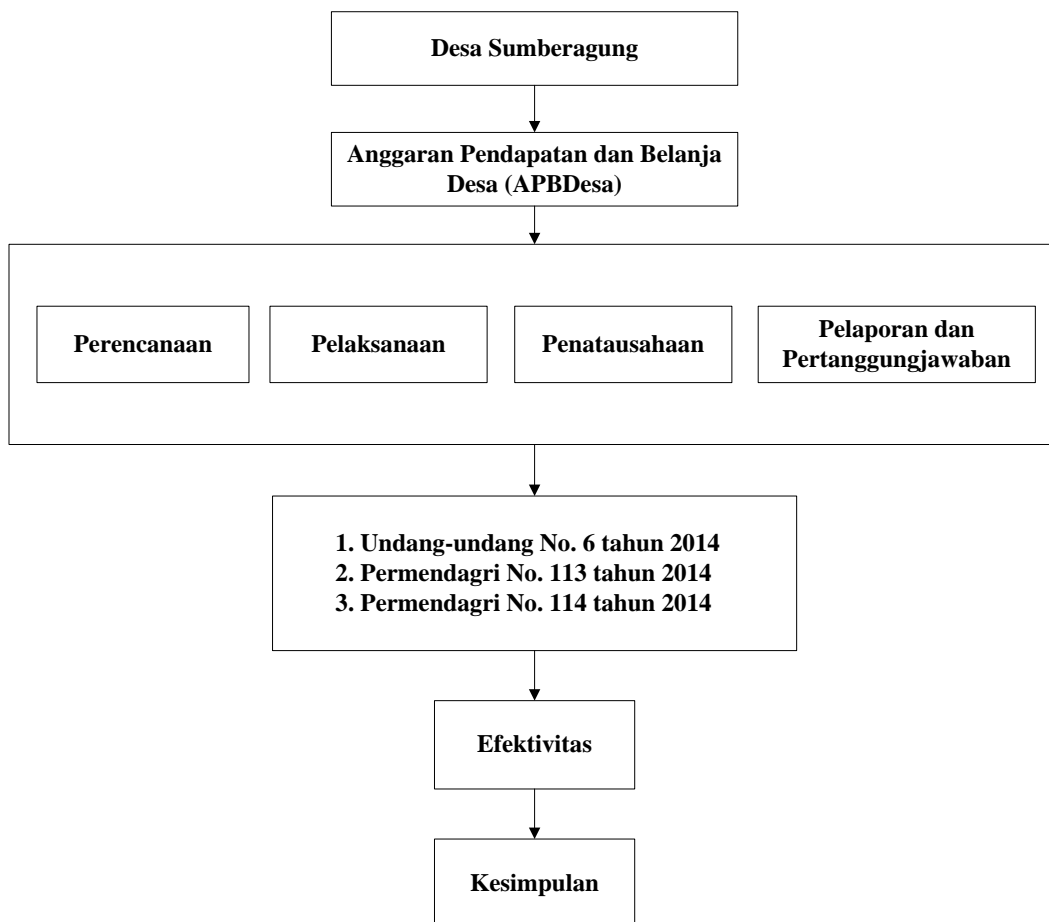 Desa Sumberagung
Anggaran Pendapatan dan Belanja
Desa (APBDesa)
Perencanaan
Pelaksanaan
Penatausahaan
Pelaporan dan
Pertanggungjawaban
1. Undang-undang No. 6 tahun 2014
2. Permendagri No. 113 tahun 2014
3. Permendagri No. 114 tahun 2014
Efektivitas
Kesimpulan